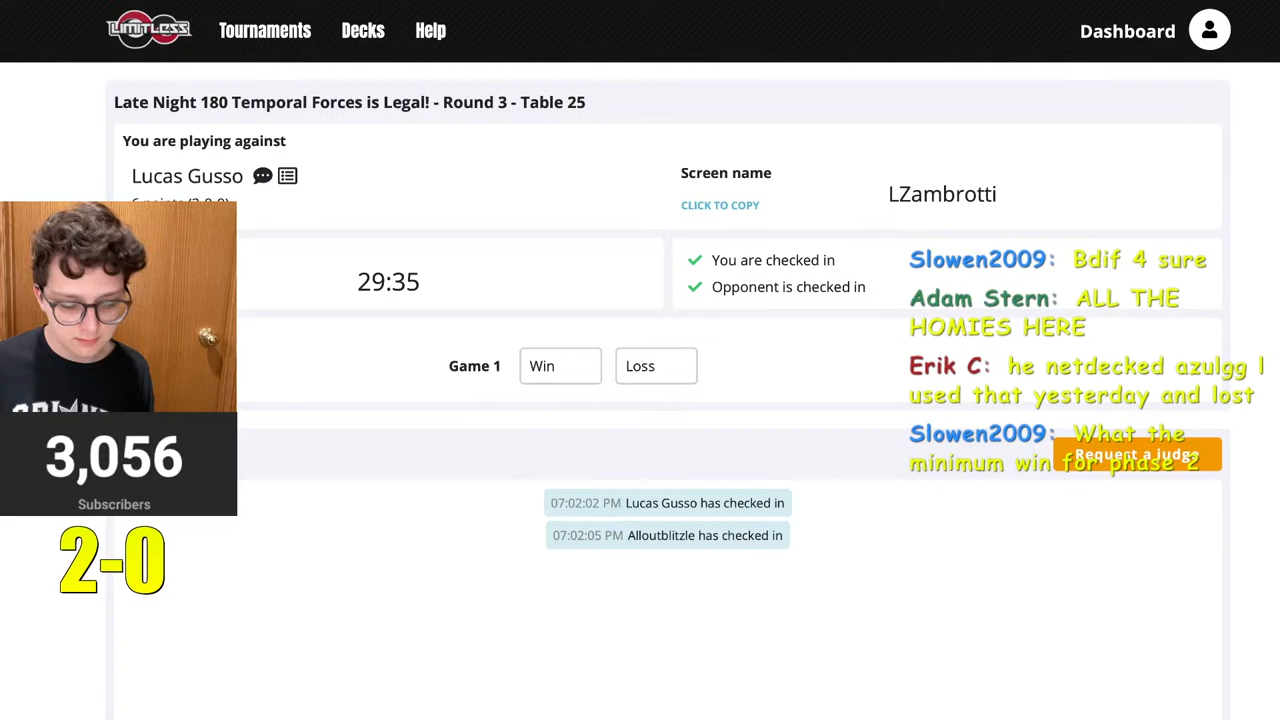 LIMITLESS
Tournaments
Decks
Help
Dashboard
Late Night 180 Temporal Forces is Legal! - Round 3 - Table 25
You are playing against
Lucas Gusso
Screen name
CLICK TO COPY
LZambrotti
29:35
You are checked in
Opponent is checked in
Slowen2009: Bdif 4 sure
Adam Stern: ALL THE
HOMIES HERE
Erik C: he netdecked azulgg I
used that yesterday and lost
Slowen2009: What the
minimum win for phase 2
Game 1
Win
Loss
Request a judge
3,056
Subscribers
2-0
07:02:02 PM Lucas Gusso has checked in
07:02:05 PM Alloutblitzle has checked in